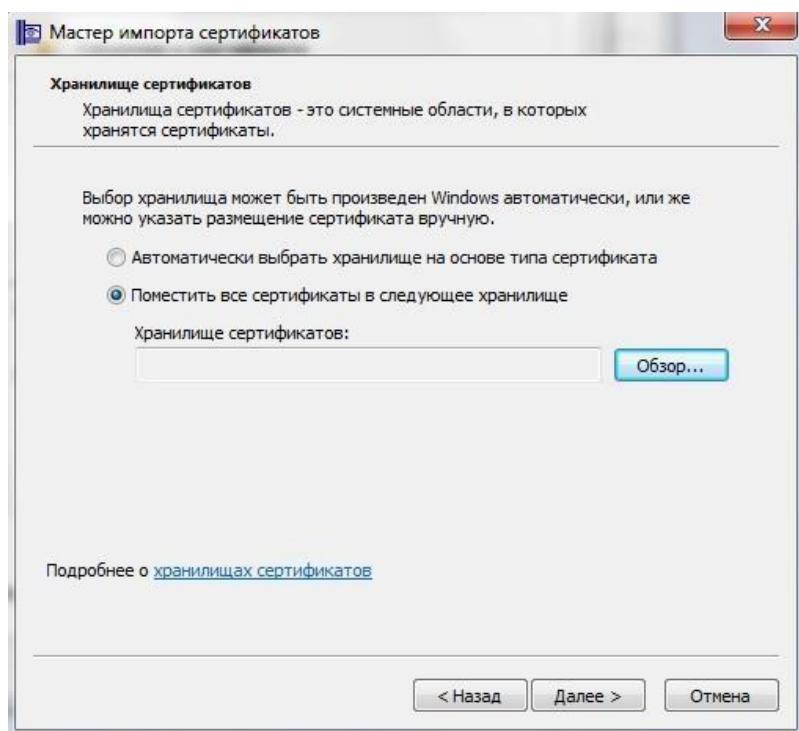 Мастер импорта сертификатов
Хранилище сертификатов
Хранилища сертификатов - это системные области, в которых
хранятся сертификаты.
Выбор хранилища может быть произведен Windows автоматически, или же
можно указать размещение сертификата вручную.
Автоматически выбрать хранилище на основе типа сертификата
Поместить все сертификаты в следующее хранилище
Хранилище сертификатов:
Обзор...
Подробнее о хранилищах сертификатов
< Назад Далее > Отмена